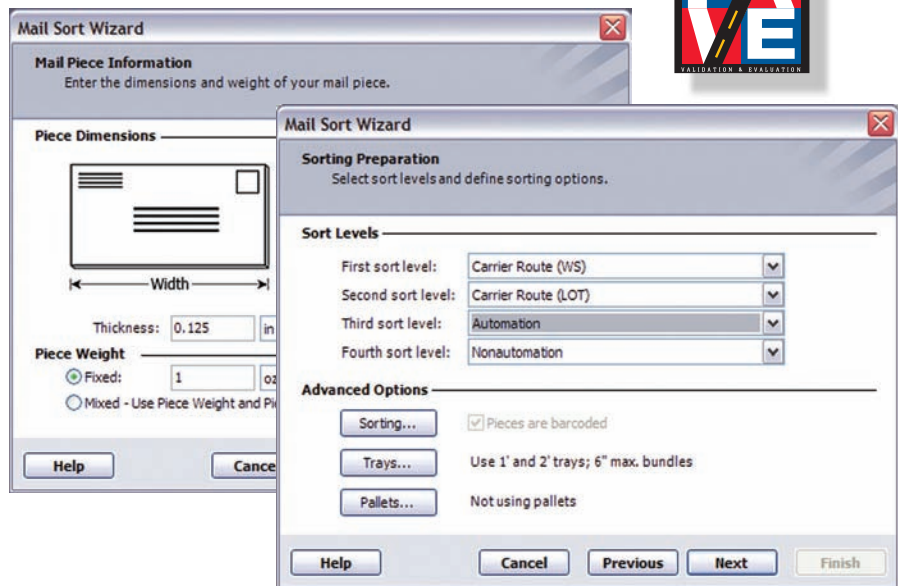 Mail Sort Wizard
Mail Piece Information
Enter the dimensions and weight of your mail piece.
Piece Dimensions
Width
Thickness: 0.125 in
Piece Weight
Fixed: 1 oz
Mixed - Use Piece Weight and
Help
VE
VALIDATION & EVALUATION
Mail Sort Wizard
Sorting Preparation
Select sort levels and define sorting options.
Sort Levels
First sort level: Carrier Route (WS)
Second sort level: Carrier Route (LOT)
Third sort level: Automation
Fourth sort level: Nonautomation
Advanced Options
Sorting... Pieces are barcoded
Trays... Use 1' and 2' trays; 6" max. bundles
Pallets... Not using pallets
Help Cancel Previous Next Finish